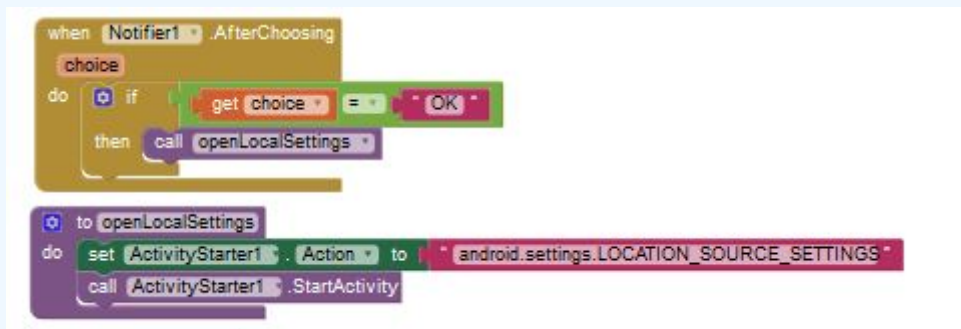 when Notifier1 .AfterChoosing
choice
do if get choice = " OK "
then call openLocalSettings
to openLocalSettings
do set ActivityStarter1 . Action to " android.settings.LOCATION_SOURCE_SETTINGS "
call ActivityStarter1 .StartActivity